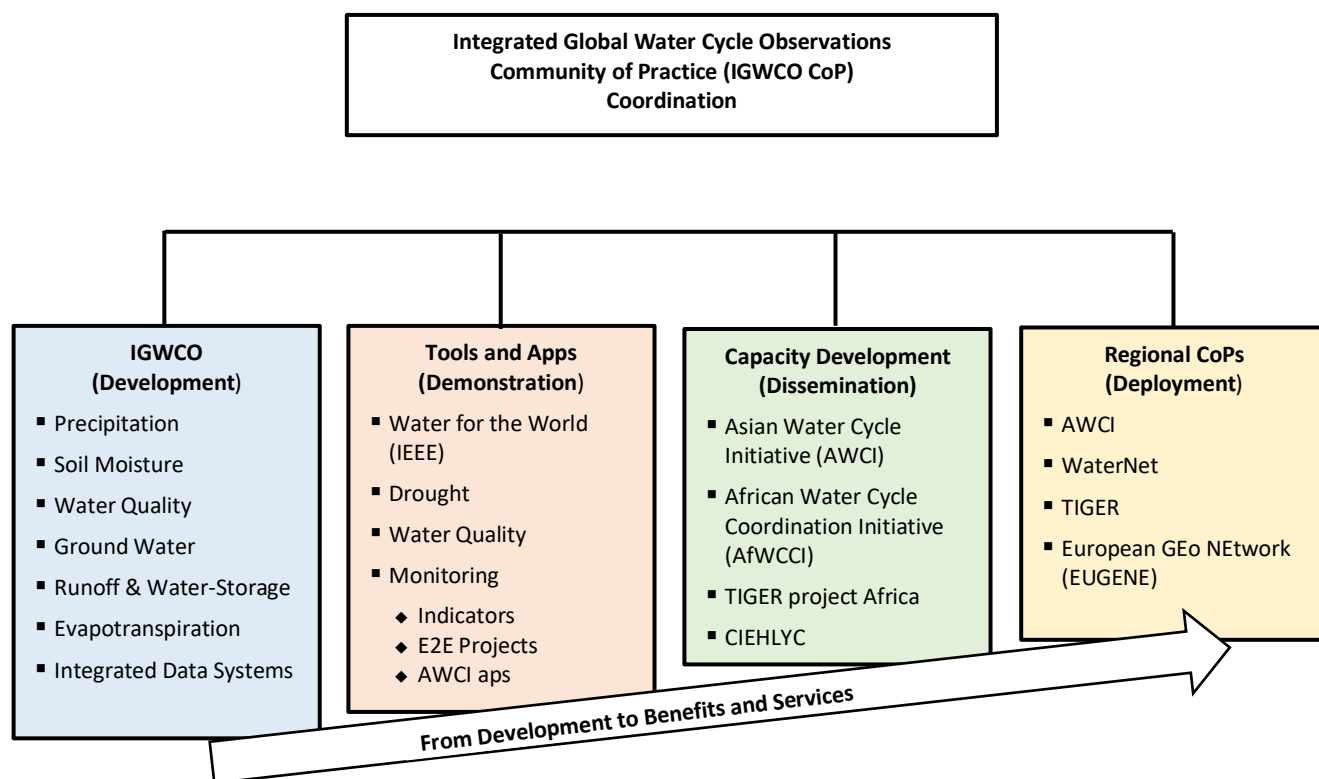 Integrated Global Water Cycle Observations
Community of Practice (IGWCO CoP)
Coordination
IGWCO
(Development)
▪ Precipitation
▪ Soil Moisture
▪ Water Quality
▪ Ground Water
▪ Runoff & Water-Storage
▪ Evapotranspiration
▪ Integrated Data Systems
Tools and Apps
(Demonstration)
▪ Water for the World
(IEEE)
▪ Drought
▪ Water Quality
▪ Monitoring
◆ Indicators
◆ E2E Projects
◆ AWCI aps
Capacity Development
(Dissemination)
▪ Asian Water Cycle
Initiative (AWCI)
▪ African Water Cycle
Coordination Initiative
(AfWCCI)
▪ TIGER project Africa
▪ CIEHLYC
Regional CoPs
(Deployment)
▪ AWCI
▪ WaterNet
▪ TIGER
▪ European GEo NEtwork
(EUGENE)
From Development to Benefits and Services